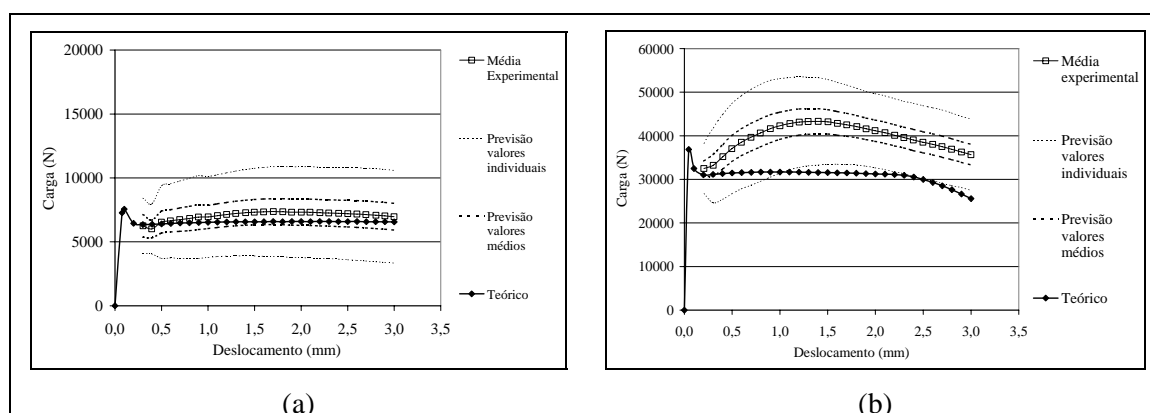 20000
15000
10000
5000
0
Carga (N)
0,0
0,5
1,0
1,5
2,0
2,5
3,0
3,5
Deslocamento (mm)
Média
Experimental
Previsão
valores
individuais
Previsão
valores
médios
Teórico
(a)
60000
50000
40000
30000
20000
10000
0
Carga (N)
0,0
0,5
1,0
1,5
2,0
2,5
3,0
3,5
Deslocamento (mm)
Média
experimental
Previsão
valores
individuais
Previsão
valores
médios
Teórico
(b)